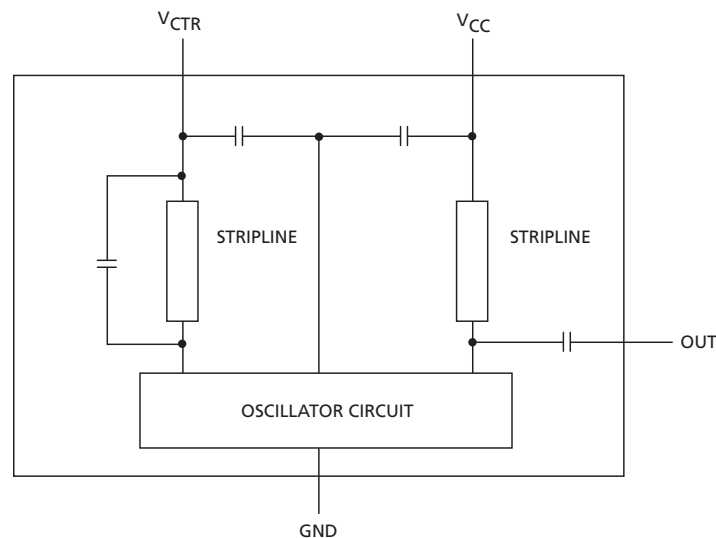 VCTR
VCC
STRIPLINE
STRIPLINE
OUT
OSCILLATOR CIRCUIT
GND